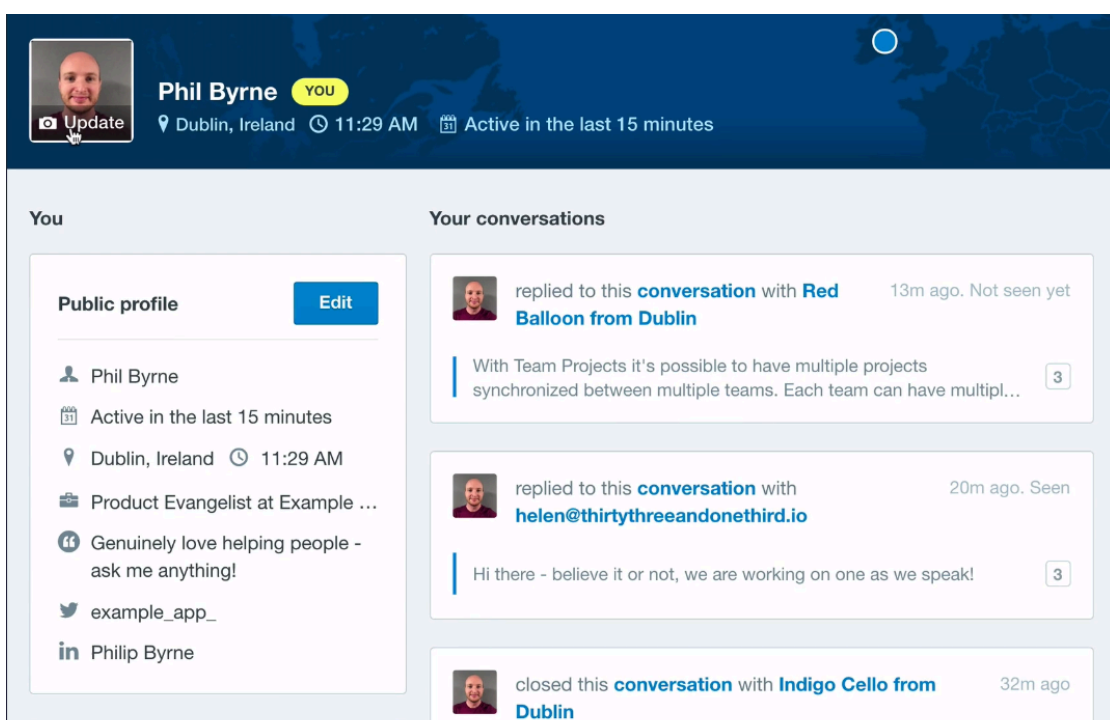 Phil Byrne YOU
Update
Dublin, Ireland 11:29 AM 31 Active in the last 15 minutes
You
Public profile
Edit
Phil Byrne
31 Active in the last 15 minutes
Dublin, Ireland 11:29 AM
Product Evangelist at Example ...
Genuinely love helping people -
ask me anything!
example_app_
in Philip Byrne
Your conversations
replied to this conversation with Red
Balloon from Dublin
13m ago. Not seen yet
With Team Projects it's possible to have multiple projects
synchronized between multiple teams. Each team can have multipl...
3
replied to this conversation with
helen@thirtythreeandonethird.io
20m ago. Seen
Hi there - believe it or not, we are working on one as we speak!
3
closed this conversation with Indigo Cello from
Dublin
32m ago